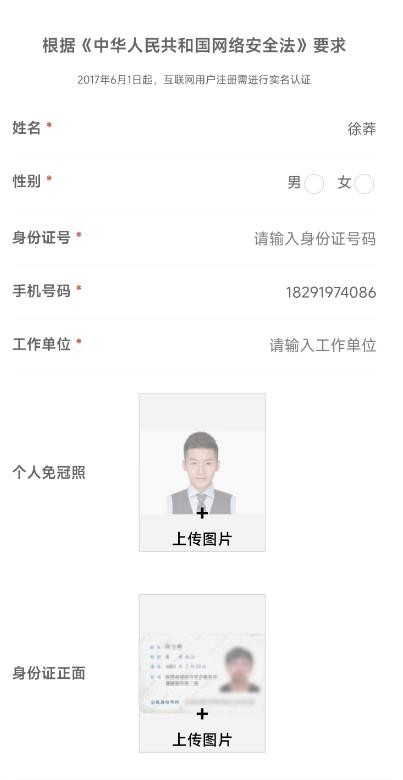 根据《中华人民共和国网络安全法》要求
2017年6月1日起，互联网用户注册需进行实名认证
姓名 * 徐莽
性别 * 男 女
身份证号 * 请输入身份证号码
手机号码 * 18291974086
工作单位 * 请输入工作单位
个人免冠照
+
上传图片
身份证正面
+
上传图片